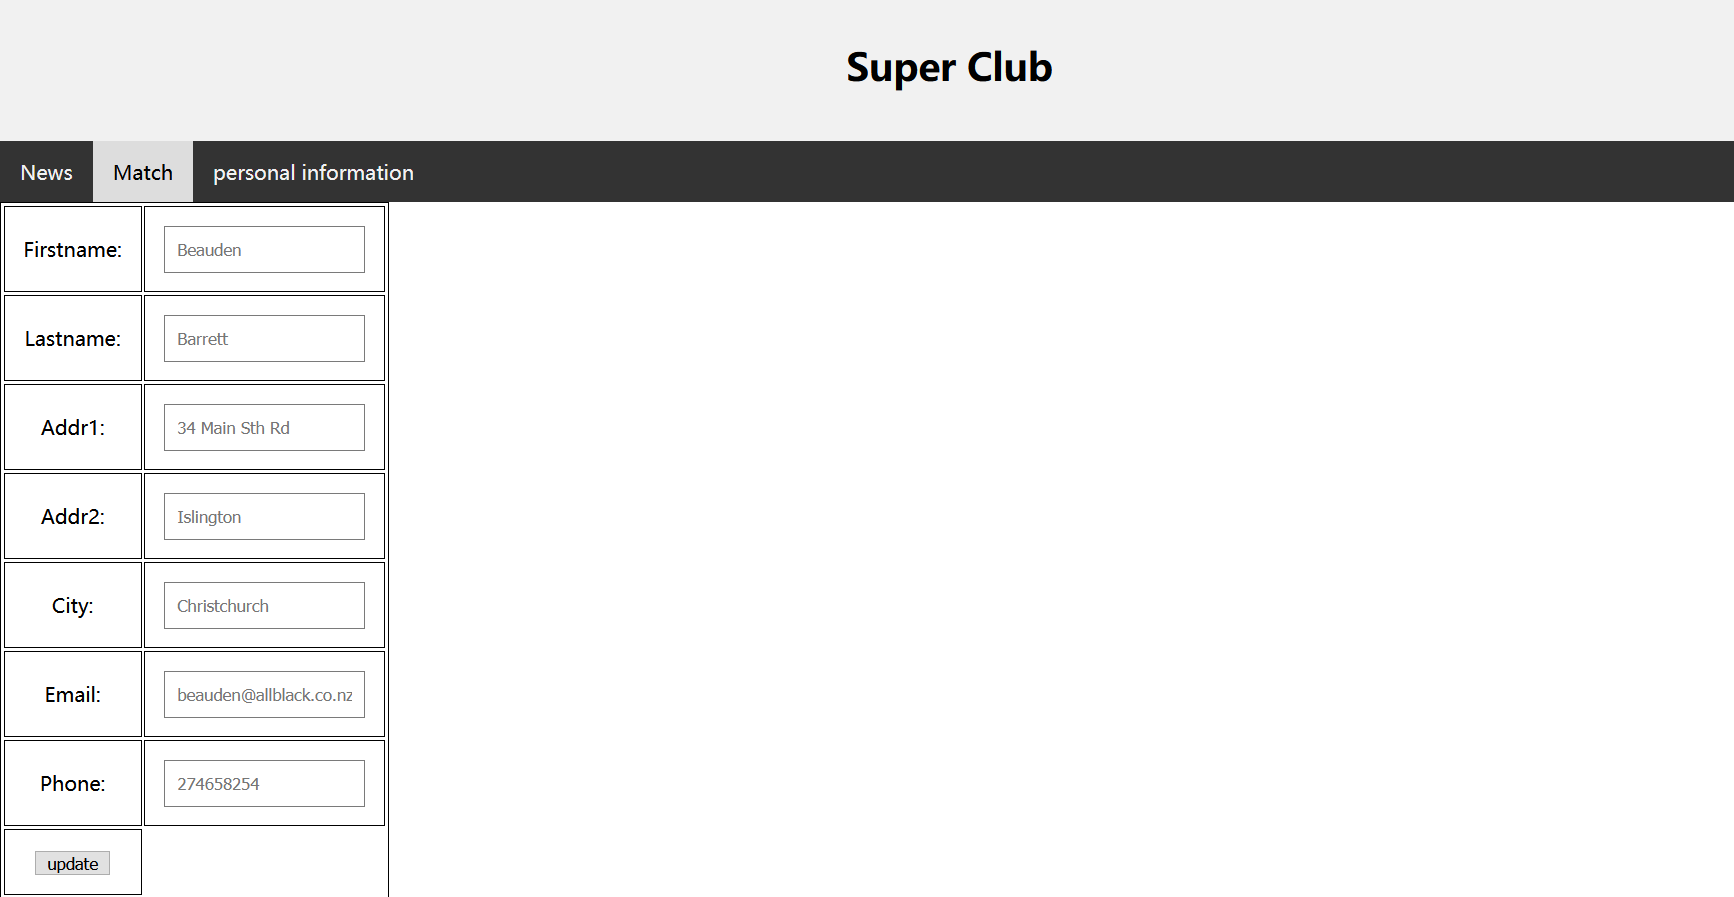 Super Club
News Match personal information
Firstname: Beauden
Lastname: Barrett
Addr1: 34 Main Sth Rd
Addr2: Islington
City: Christchurch
Email: beauden@allblack.co.nz
Phone: 274658254
update